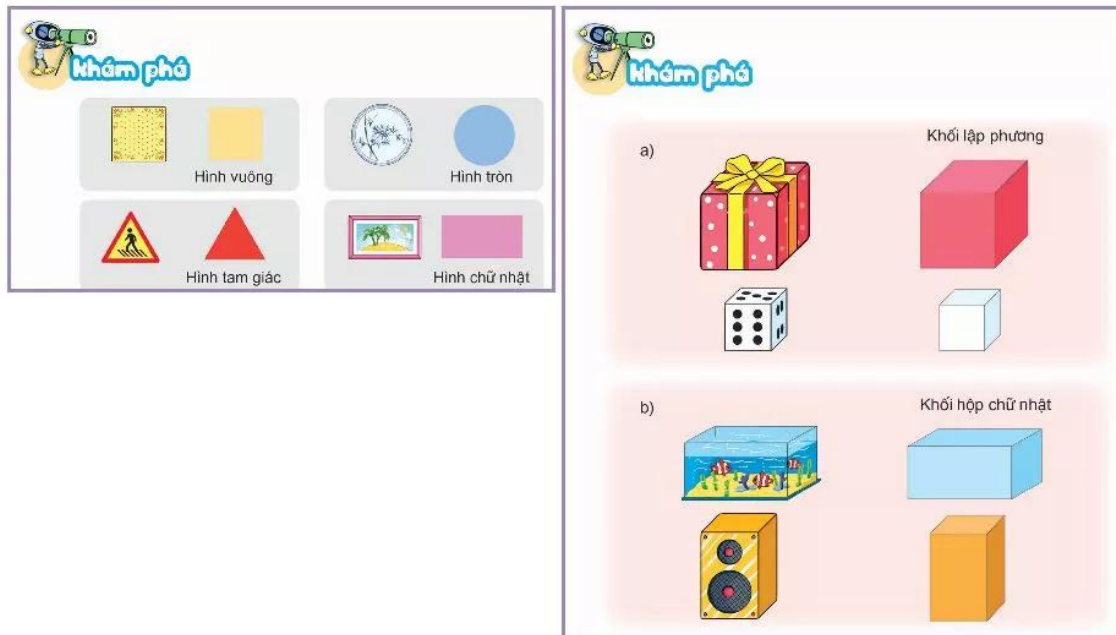 khám phá
Hình vuông
Hình tròn
Hình tam giác
Hình chữ nhật
khám phá
a)
Khối lập phương
b)
Khối hộp chữ nhật